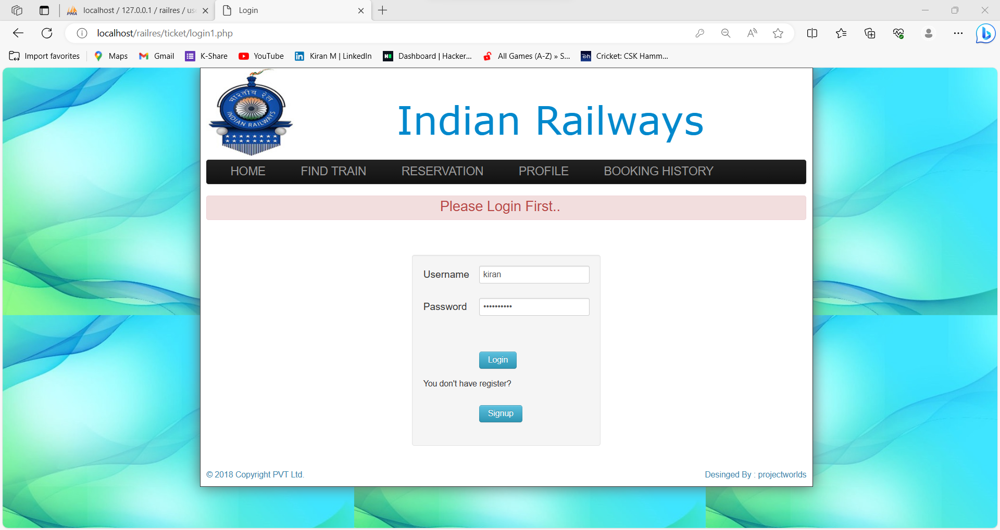 localhost / 127.0.0.1 / railres / us
Login
localhost/railres/ticket/login1.php
Import favorites
Maps
Gmail
K-Share
YouTube
Kiran M | LinkedIn
Dashboard | Hacker...
All Games (A-Z) » S...
Cricket: CSK Hamm...
भारतीय रेल
INDIAN RAILWAYS
Indian Railways
HOME FIND TRAIN RESERVATION PROFILE BOOKING HISTORY
Please Login First..
Username kiran
Password ••••••••••
Login
You don't have register?
Signup
© 2018 Copyright PVT Ltd.
Desinged By : projectworlds